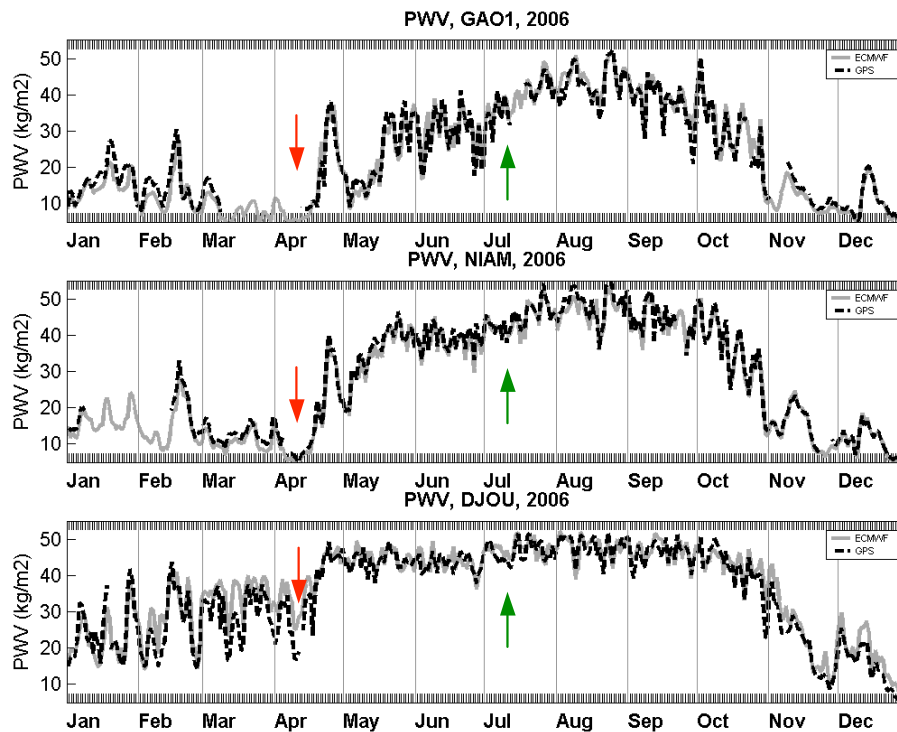 PWV, GAO1, 2006
PWV (kg/m2)
50
40
30
20
10
ECMWF
GPS
Jan Feb Mar Apr May Jun Jul Aug Sep Oct Nov Dec
PWV, NIAM, 2006
PWV (kg/m2)
50
40
30
20
10
ECMWF
GPS
Jan Feb Mar Apr May Jun Jul Aug Sep Oct Nov Dec
PWV, DJOU, 2006
PWV (kg/m2)
50
40
30
20
10
ECMWF
GPS
Jan Feb Mar Apr May Jun Jul Aug Sep Oct Nov Dec